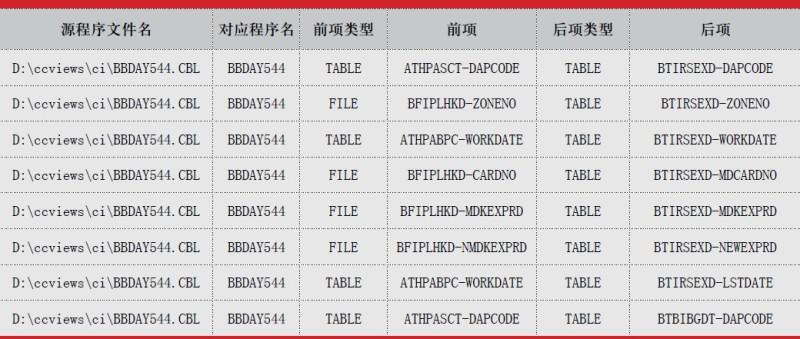 源程序文件名 对应程序名 前项类型 前项 后项类型 后项
D:\ccviews\ci\BBDAY544.CBL BBDAY544 TABLE ATHPASCT-DAPCODE TABLE BTIRSEXD-DAPCODE
D:\ccviews\ci\BBDAY544.CBL BBDAY544 FILE BFIPLHKD-ZONENO TABLE BTIRSEXD-ZONENO
D:\ccviews\ci\BBDAY544.CBL BBDAY544 TABLE ATHPABPC-WORKDATE TABLE BTIRSEXD-WORKDATE
D:\ccviews\ci\BBDAY544.CBL BBDAY544 FILE BFIPLHKD-CARDNO TABLE BTIRSEXD-MDCARDNO
D:\ccviews\ci\BBDAY544.CBL BBDAY544 FILE BFIPLHKD-MDKEXPRD TABLE BTIRSEXD-MDKEXPRD
D:\ccviews\ci\BBDAY544.CBL BBDAY544 FILE BFIPLHKD-NMDKEXPRD TABLE BTIRSEXD-NEWEXPRD
D:\ccviews\ci\BBDAY544.CBL BBDAY544 TABLE ATHPABPC-WORKDATE TABLE BTIRSEXD-LSTDATE
D:\ccviews\ci\BBDAY544.CBL BBDAY544 TABLE ATHPASCT-DAPCODE TABLE BTBIBGDT-DAPCODE